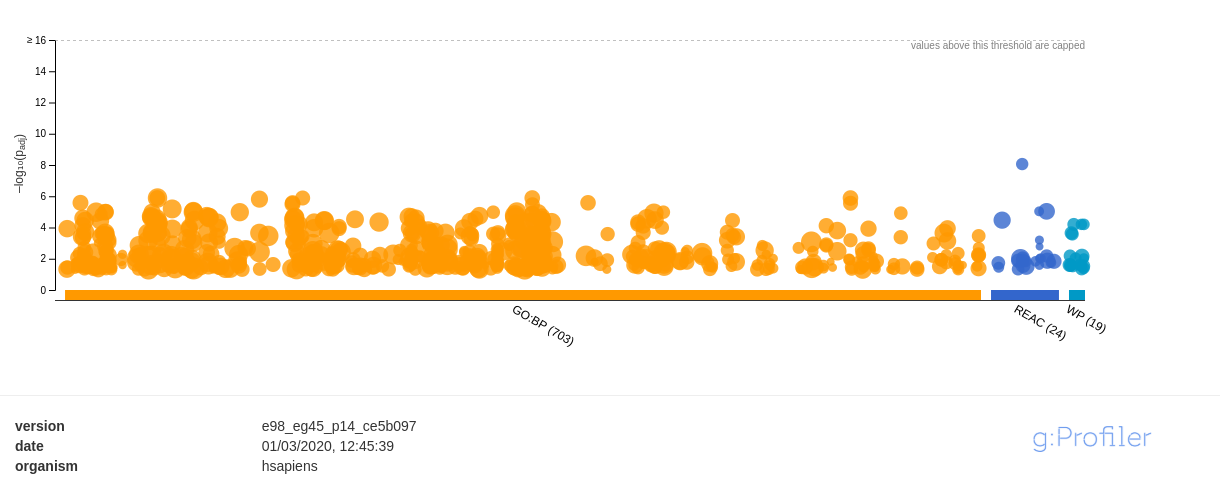 ≥ 16
values above this threshold are capped
14
12
10
8
6
4
2
0
–log₁₀(p_adj)
GO:BP (703)
REAC (24)
WP (19)
version e98_eg45_p14_ce5b097
date 01/03/2020, 12:45:39
organism hsapiens
g:Profiler